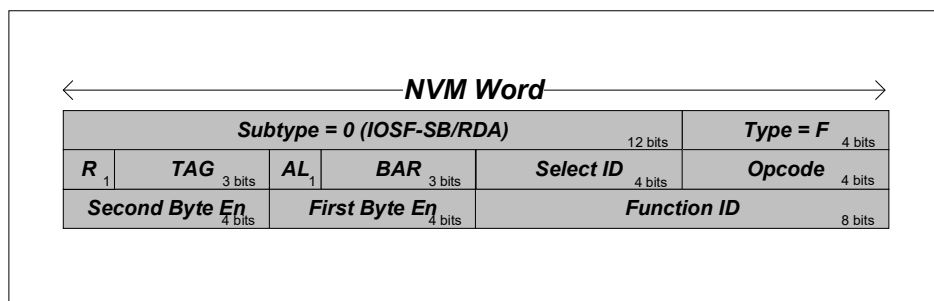 NVM Word
Subtype = 0 (IOSF-SB/RDA) 12 bits Type = F 4 bits
R 1 TAG 3 bits AL 1 BAR 3 bits Select ID 4 bits Opcode 4 bits
Second Byte En 4 bits First Byte En 4 bits Function ID 8 bits